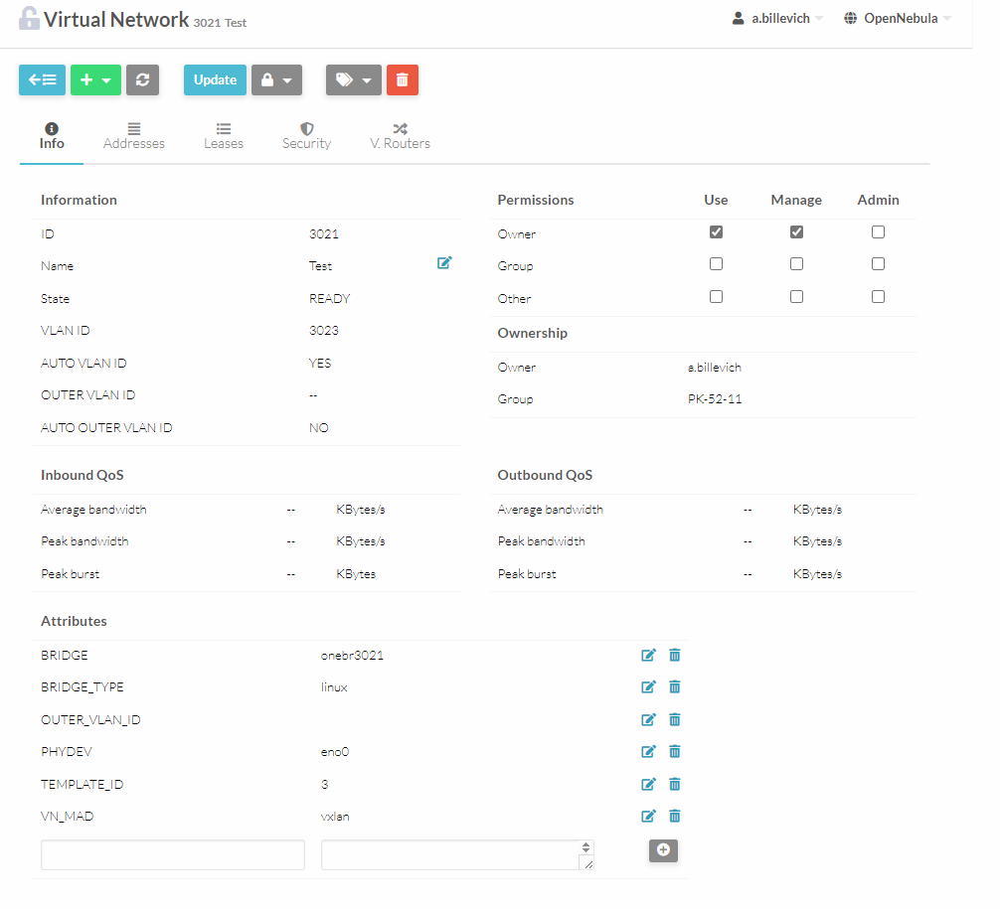 Virtual Network 3021 Test
a.billevich
OpenNebula
Update
Info
Addresses
Leases
Security
V. Routers
Information
ID 3021
Name Test
State READY
VLAN ID 3023
AUTO VLAN ID YES
OUTER VLAN ID --
AUTO OUTER VLAN ID NO
Permissions Use Manage Admin
Owner
Group
Other
Ownership
Owner a.billevich
Group PK-52-11
Inbound QoS
Average bandwidth -- KBytes/s
Peak bandwidth -- KBytes/s
Peak burst -- KBytes
Outbound QoS
Average bandwidth -- KBytes/s
Peak bandwidth -- KBytes/s
Peak burst -- KBytes/s
Attributes
BRIDGE onebr3021
BRIDGE_TYPE linux
OUTER_VLAN_ID
PHYDEV eno0
TEMPLATE_ID 3
VN_MAD vxlan